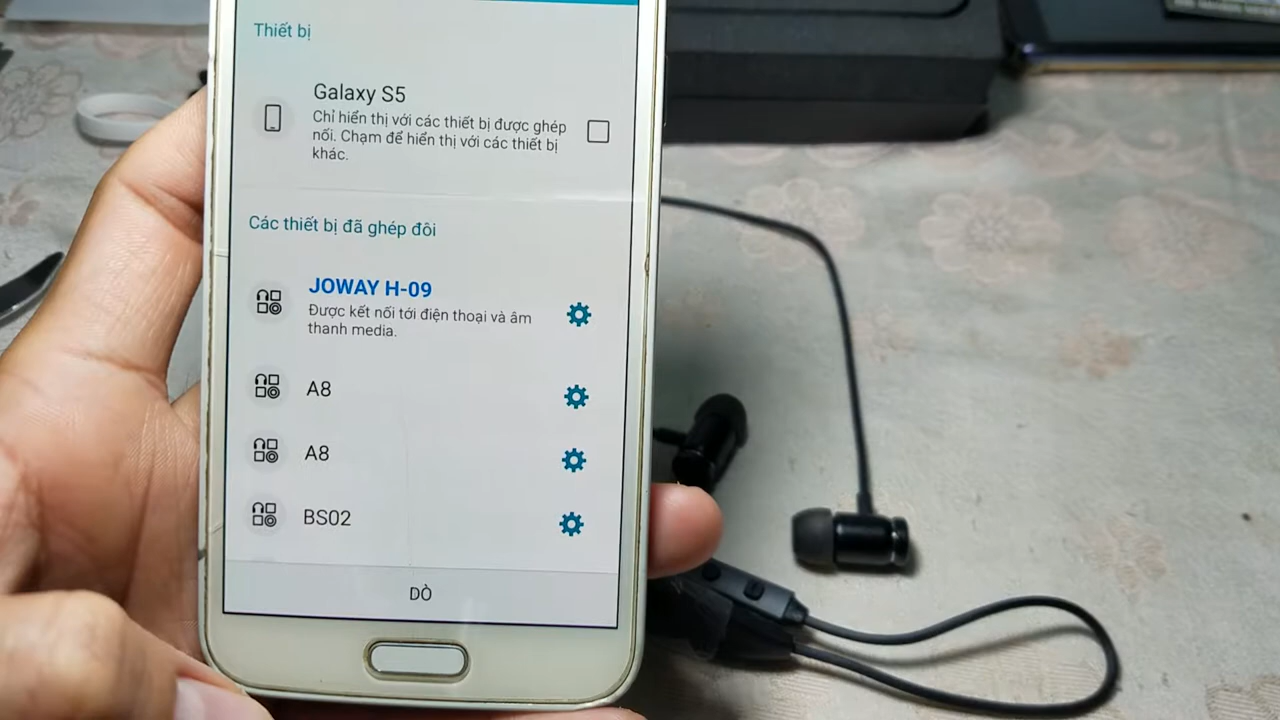 Thiết bị
Galaxy S5
Chỉ hiển thị với các thiết bị được ghép
nối. Chạm để hiển thị với các thiết bị
khác.
Các thiết bị đã ghép đôi
JOWAY H-09
Được kết nối tới điện thoại và âm
thanh media.
A8
A8
BS02
DÒ